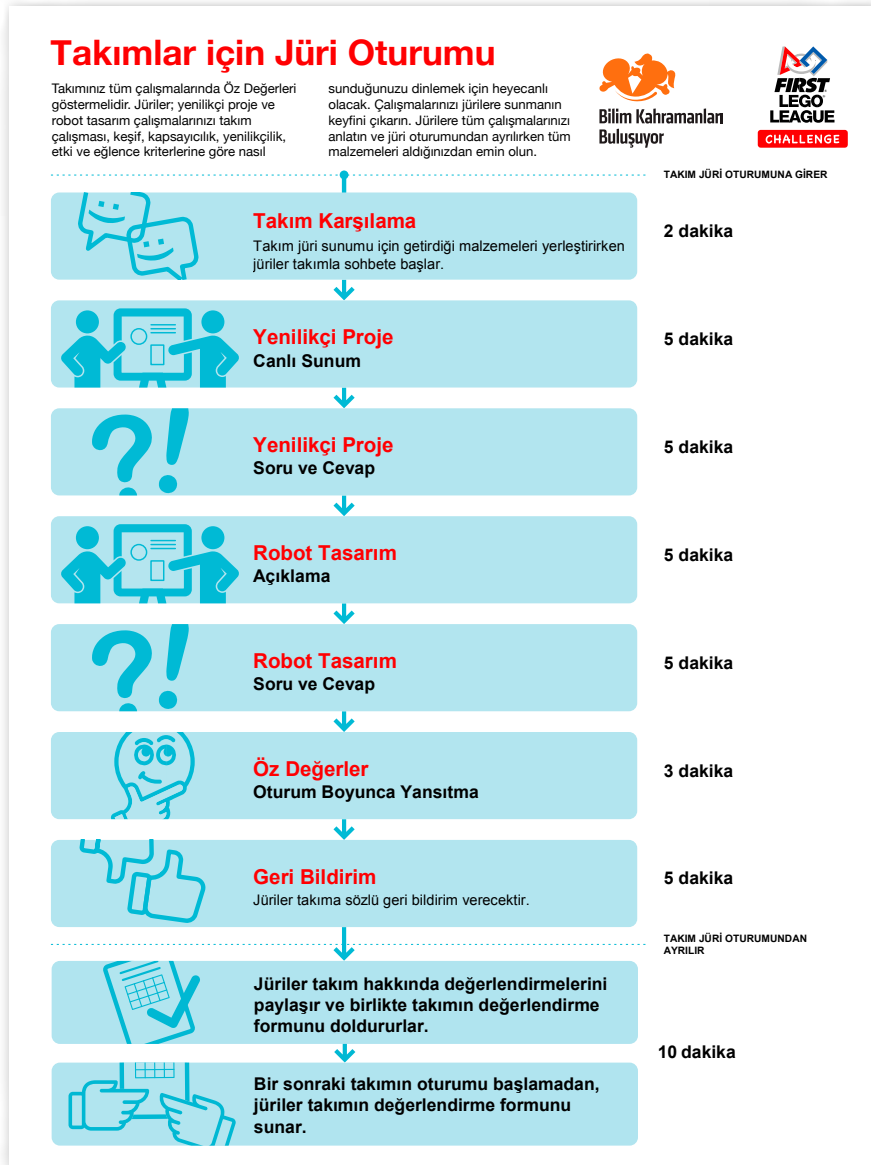 Takımlar için Jüri Oturumu
Takımınız tüm çalışmalarında Öz Değerleri
göstermelidir. Jüriler; yenilikçi proje ve
robot tasarım çalışmalarınızı takım
çalışması, keşif, kapsayıcılık, yenilikçilik,
etki ve eğlence kriterlerine göre nasıl
sunduğunuzu dinlemek için heyecanlı
olacak. Çalışmalarınızı jürilere sunmanın
keyfini çıkarın. Jürilere tüm çalışmalarınızı
anlatın ve jüri oturumundan ayrılırken tüm
malzemeleri aldığınızdan emin olun.
Bilim Kahramanları
Buluşuyor
FIRST
LEGO
LEAGUE
CHALLENGE
TAKIM JÜRİ OTURUMUNA GİRER
Takım Karşılama
Takım jüri sunumu için getirdiği malzemeleri yerleştirirken
jüriler takımla sohbete başlar.
2 dakika
Yenilikçi Proje
Canlı Sunum
5 dakika
Yenilikçi Proje
Soru ve Cevap
5 dakika
Robot Tasarım
Açıklama
5 dakika
Robot Tasarım
Soru ve Cevap
5 dakika
Öz Değerler
Oturum Boyunca Yansıtma
3 dakika
Geri Bildirim
Jüriler takıma sözlü geri bildirim verecektir.
5 dakika
TAKIM JÜRİ OTURUMUNDAN
AYRILIR
Jüriler takım hakkında değerlendirmelerini
paylaşır ve birlikte takımın değerlendirme
formunu doldururlar.
10 dakika
Bir sonraki takımın oturumu başlamadan,
jüriler takımın değerlendirme formunu
sunar.